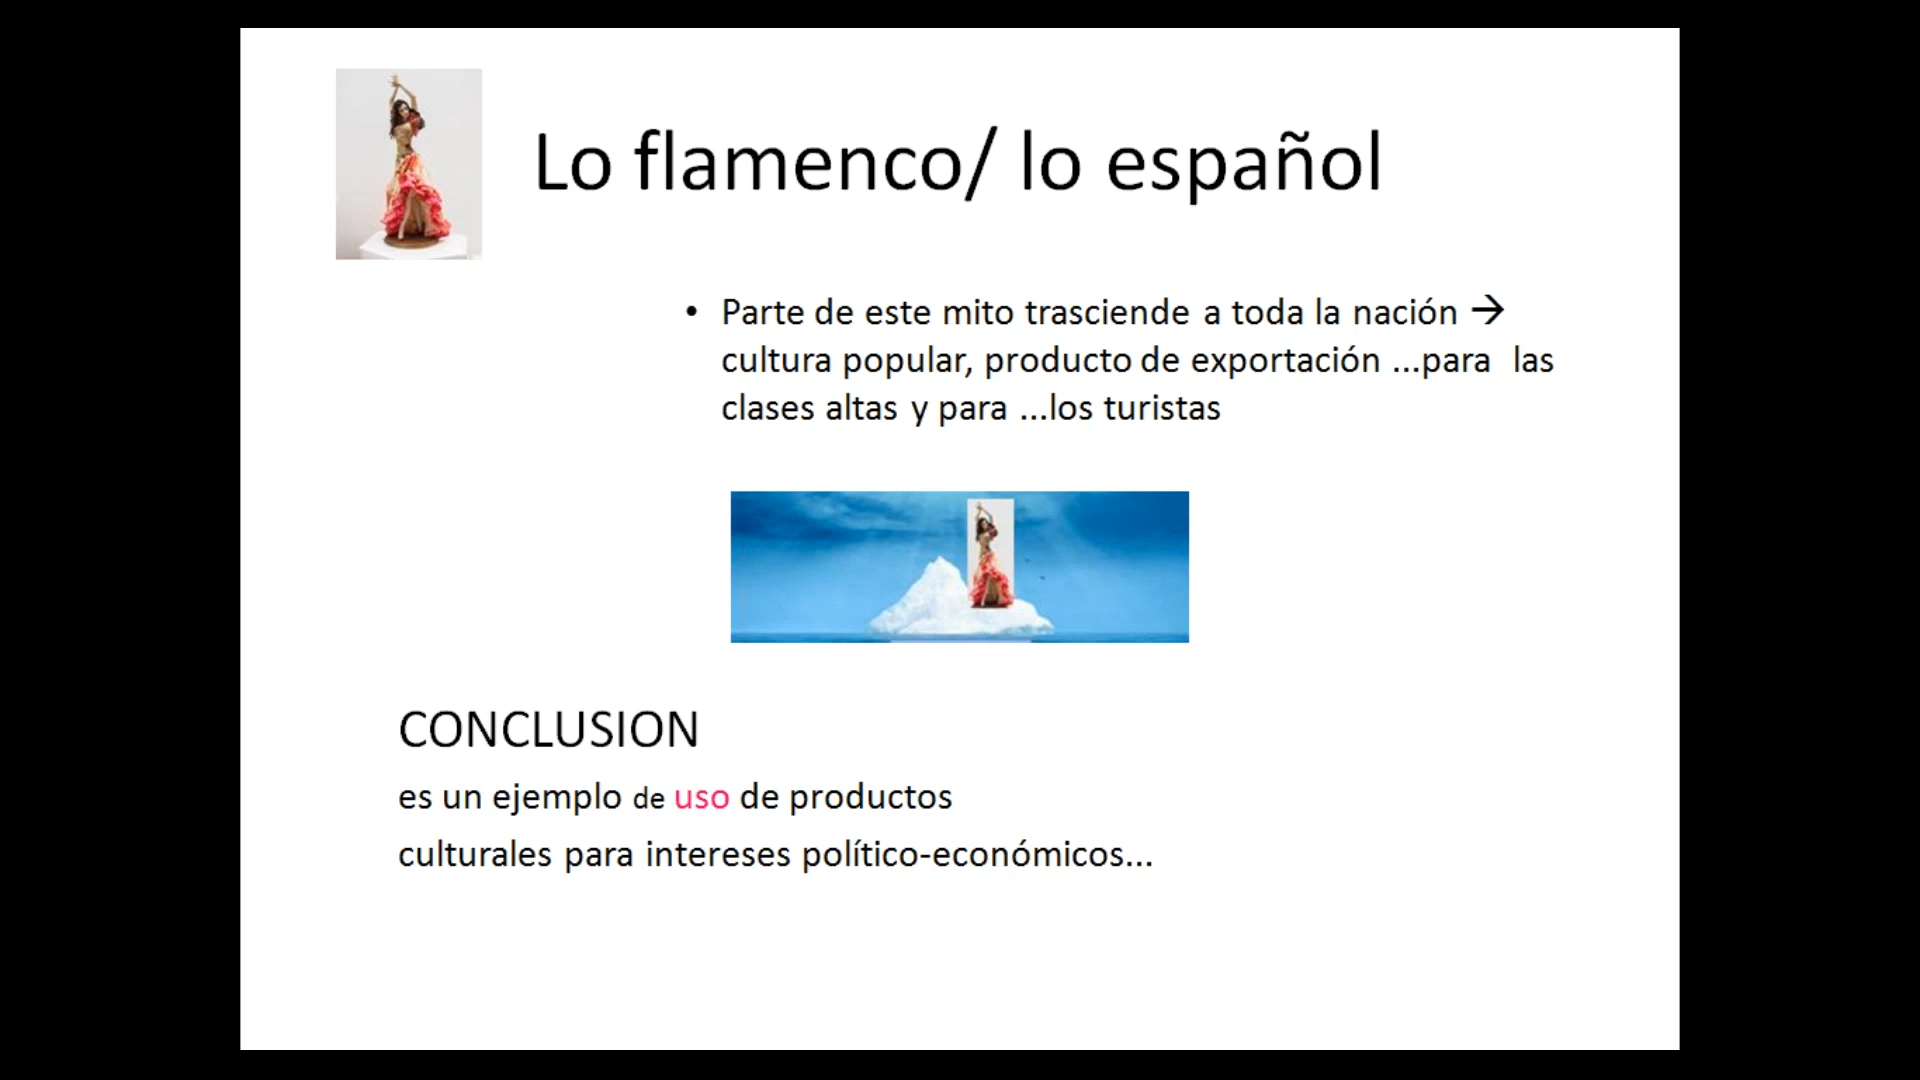 Lo flamenco/ lo español
• Parte de este mito trasciende a toda la nación →
cultura popular, producto de exportación ...para las
clases altas y para ...los turistas
CONCLUSION
es un ejemplo de uso de productos
culturales para intereses político-económicos...